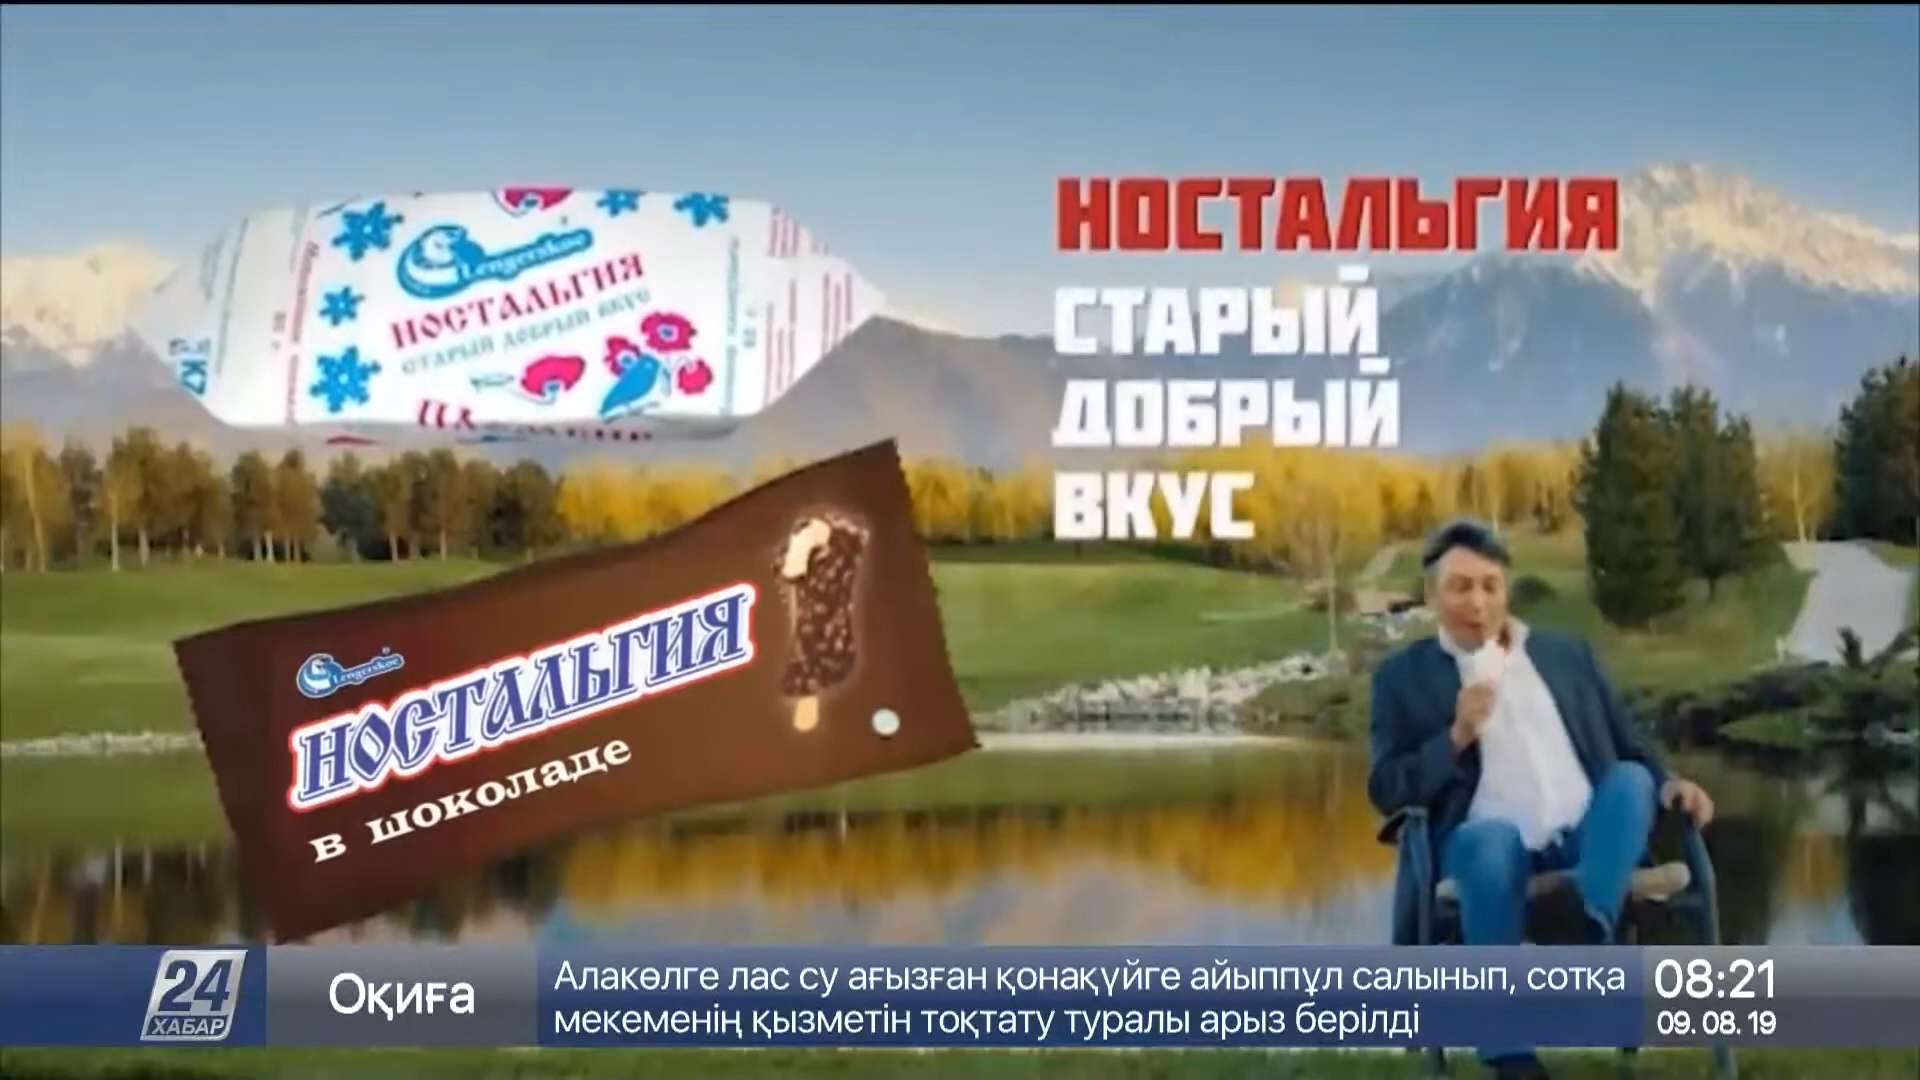 Lengerskoe
НОСТАЛЬГИЯ
СТАРЫЙ ДОБРЫЙ ВКУС
НОСТАЛЬГИЯ
СТАРЫЙ
ДОБРЫЙ
ВКУС
Lengerskoe
НОСТАЛЬГИЯ
в шоколаде
24
ХАБАР
Оқиға
Алакөлге лас су ағызған қонақүйге айыппұл салынып, сотқа
мекеменің қызметін тоқтату туралы арыз берілді
08:21
09. 08. 19